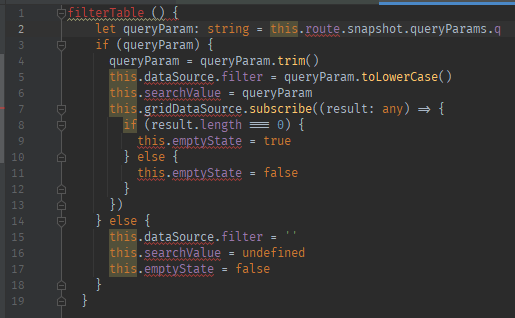 1 filterTable () {
2 let queryParam: string = this.route.snapshot.queryParams.q
3 if (queryParam) {
4 queryParam = queryParam.trim()
5 this.dataSource.filter = queryParam.toLowerCase()
6 this.searchValue = queryParam
7 this.gridDataSource.subscribe((result: any) => {
8 if (result.length === 0) {
9 this.emptyState = true
10 } else {
11 this.emptyState = false
12 }
13 })
14 } else {
15 this.dataSource.filter = ''
16 this.searchValue = undefined
17 this.emptyState = false
18 }
19 }